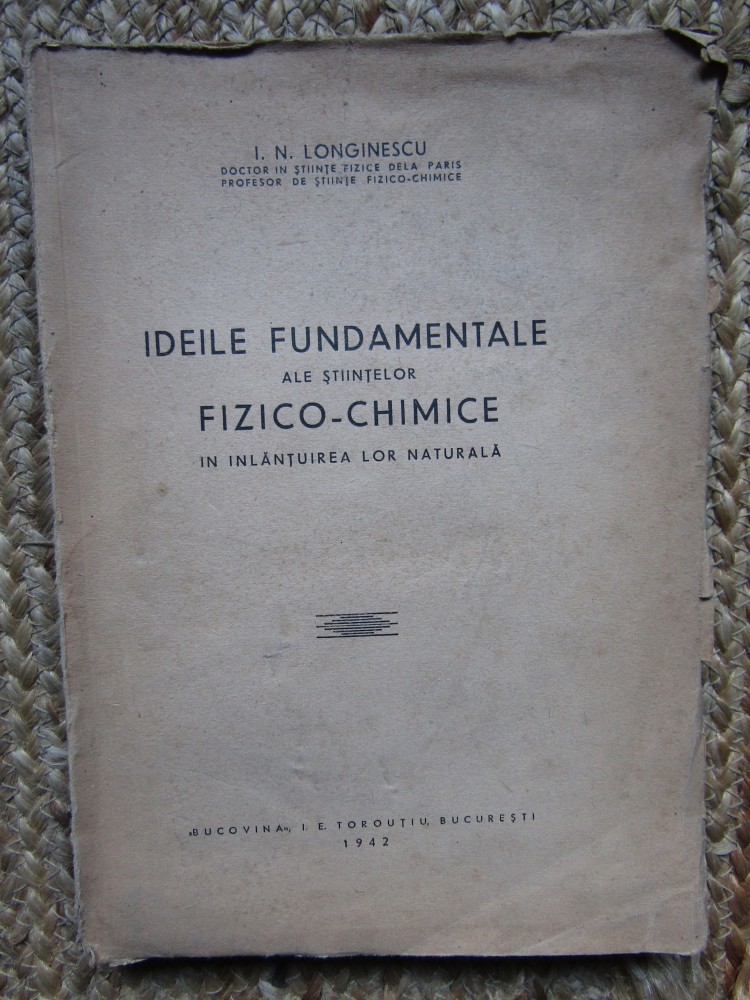 I. N. LONGINESCU
DOCTOR IN ȘTIINȚE FIZICE DELA PARIS
PROFESOR DE ȘTIINȚE FIZICO-CHIMICE
IDEILE FUNDAMENTALE
ALE ȘTIINȚELOR
FIZICO-CHIMICE
IN INLĂNȚUIREA LOR NATURALĂ
„BUCOVINA", I. E. TOROUȚIU, BUCUREȘTI
1942